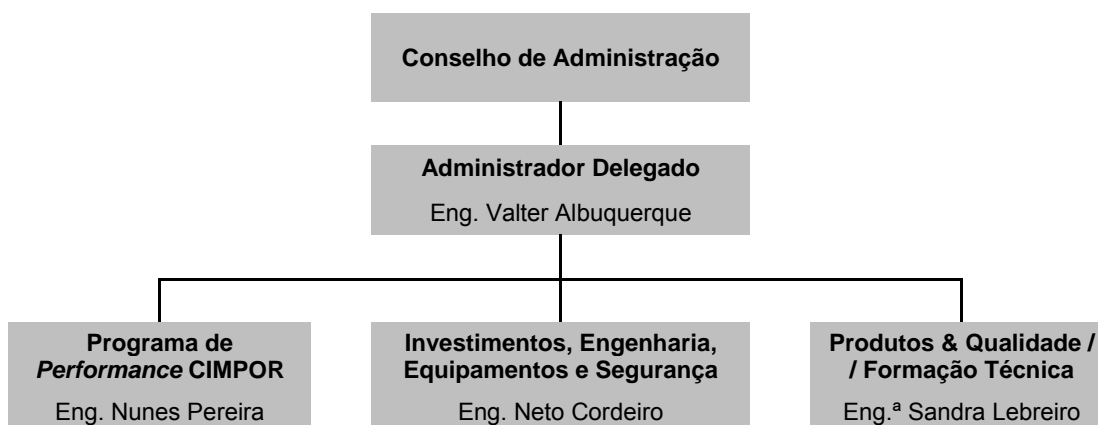 Conselho de Administração
Administrador Delegado
Eng. Valter Albuquerque
Programa de
Performance CIMPOR
Eng. Nunes Pereira
Investimentos, Engenharia,
Equipamentos e Segurança
Eng. Neto Cordeiro
Produtos & Qualidade /
/ Formação Técnica
Eng.ª Sandra Lebreiro